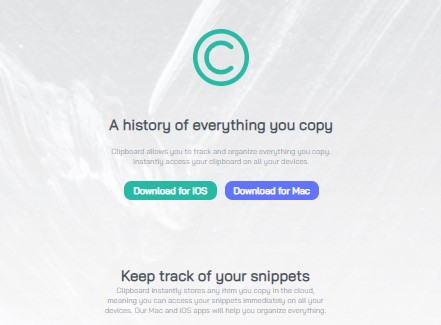 C
A history of everything you copy
Clipboard allows you to track and organize everything you copy.
Instantly access your clipboard on all your devices.
Download for iOS Download for Mac
Keep track of your snippets
Clipboard instantly stores any item you copy in the cloud,
meaning you can access your snippets immediately on all your
devices. Our Mac and iOS apps will help you organize everything.